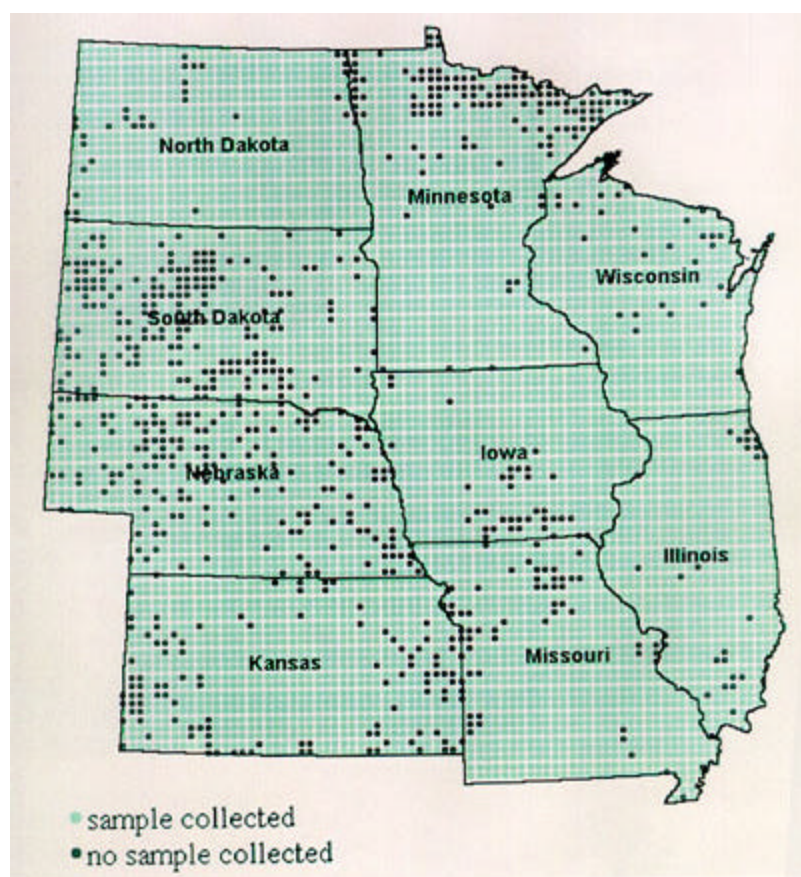 North Dakota
Minnesota
Wisconsin
South Dakota
Iowa
Nebraska
Illinois
Missouri
Kansas
sample collected
no sample collected